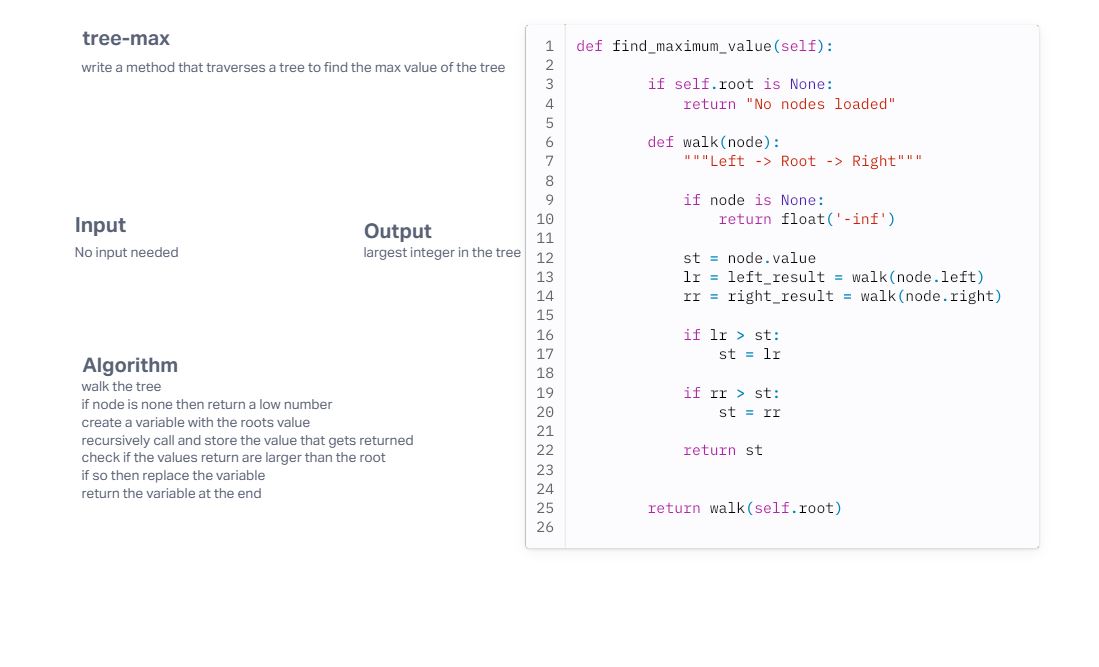 tree-max
write a method that traverses a tree to find the max value of the tree
Input
No input needed
Output
largest integer in the tree
Algorithm
walk the tree
if node is none then return a low number
create a variable with the roots value
recursively call and store the value that gets returned
check if the values return are larger than the root
if so then replace the variable
return the variable at the end
1 def find_maximum_value(self):
2
3         if self.root is None:
4             return "No nodes loaded"
5
6         def walk(node):
7             """Left -> Root -> Right"""
8
9             if node is None:
10                 return float('-inf')
11
12             st = node.value
13             lr = left_result = walk(node.left)
14             rr = right_result = walk(node.right)
15
16             if lr > st:
17                 st = lr
18
19             if rr > st:
20                 st = rr
21
22             return st
23
24
25         return walk(self.root)
26